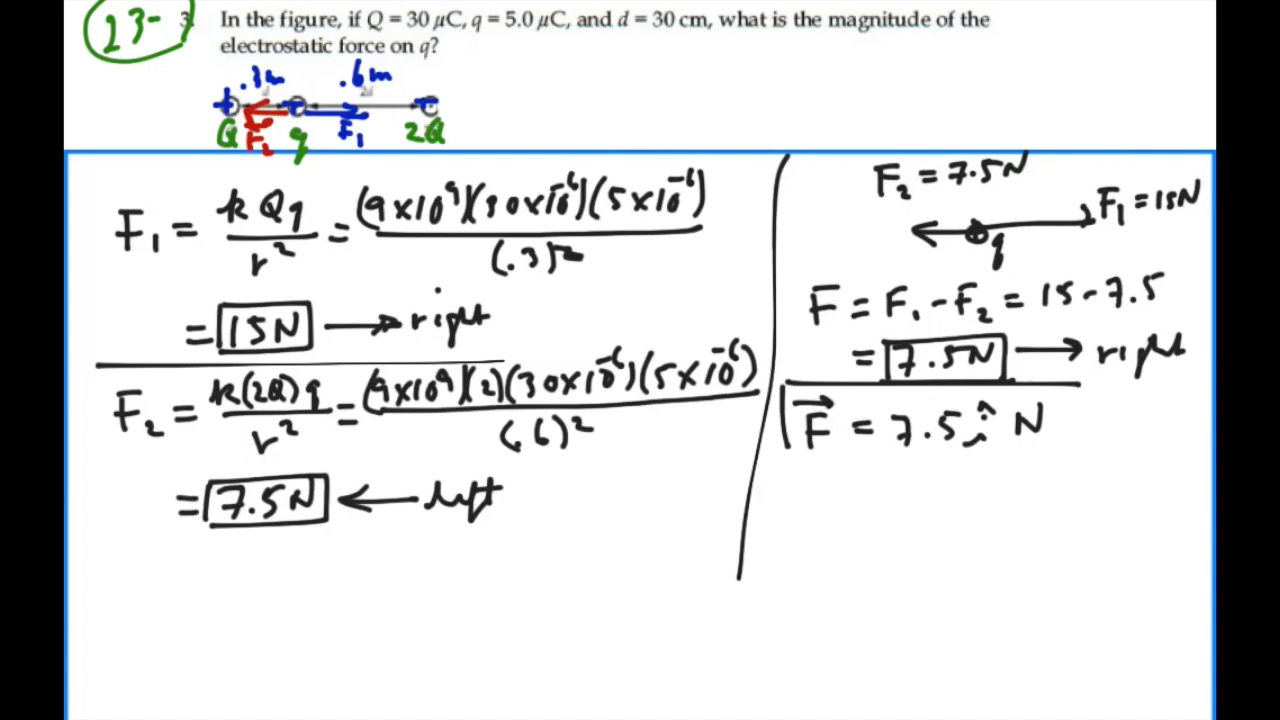 23- 3. In the figure, if Q = 30 μC, q = 5.0 μC, and d = 30 cm, what is the magnitude of the
electrostatic force on q?
.3m .6m
2d
+ + +
Q F₂ q F₁ 2Q
F₁ = kQq/r² = (9×10⁹)(30×10⁻⁶)(5×10⁻⁶)/(.3)²
= 15N → right
F₂ = k(2Q)q/r² = (9×10⁹)(2)(30×10⁻⁶)(5×10⁻⁶)/(.6)²
= 7.5N ← left
F₂ = 7.5N
F₁ = 15N
q
F = F₁ - F₂ = 15 - 7.5
= 7.5N → right
F⃗ = 7.5 î N